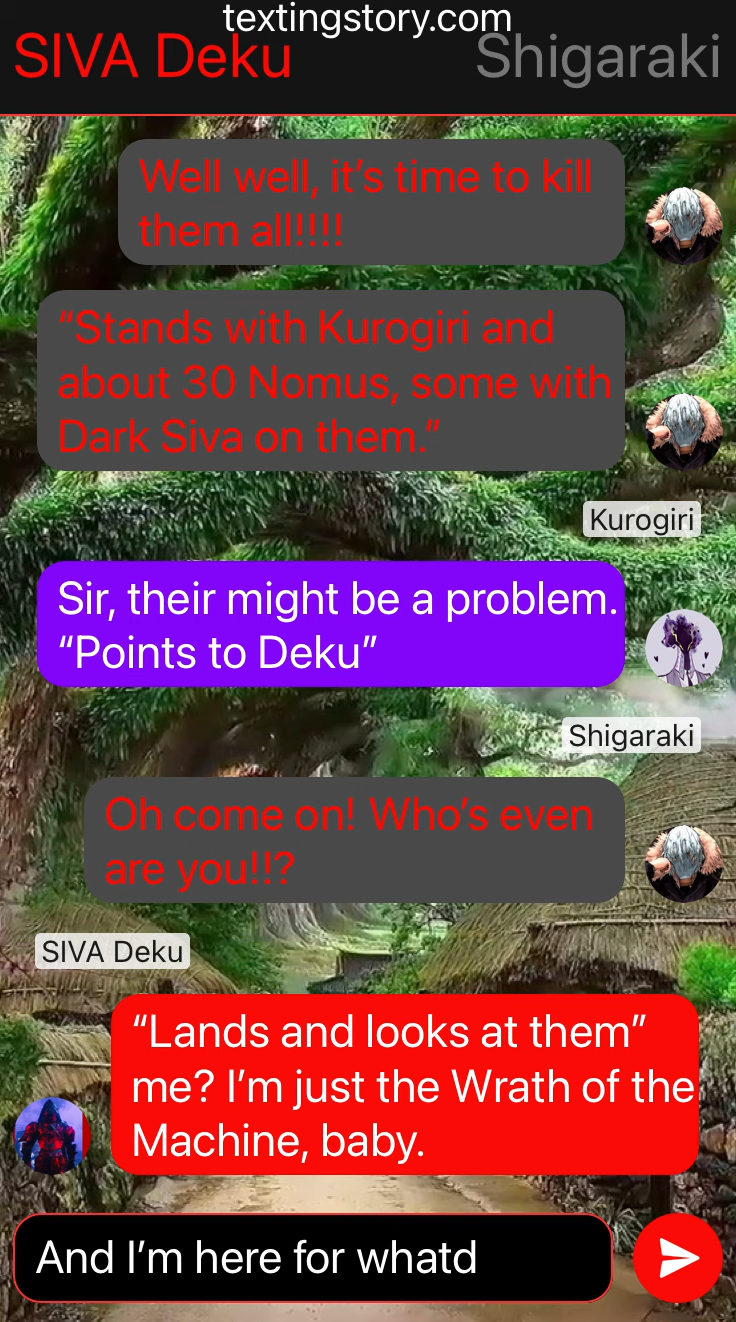 textingstory.com
SIVA Deku
Shigaraki
Well well, it’s time to kill
them all!!!!
“Stands with Kurogiri and
about 30 Nomus, some with
Dark Siva on them.”
Kurogiri
Sir, their might be a problem.
“Points to Deku”
Shigaraki
Oh come on! Who’s even
are you!!?
SIVA Deku
“Lands and looks at them”
me? I’m just the Wrath of the
Machine, baby.
And I’m here for whatd